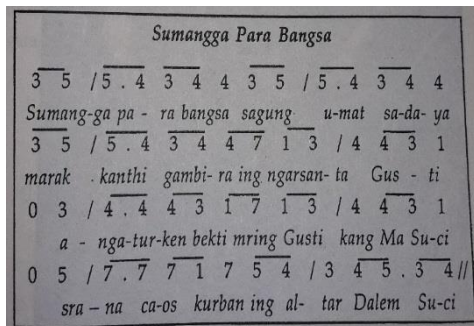 Sumangga Para Bangsa
3 5 / 5 . 4 3 4 4 3 5 / 5 . 4 3 4 4
Sumang-ga pa - ra bangsa sagung u-mat sa-da-ya
3 5 / 5 . 4 3 4 4 7 1 3 / 4 4 3 1
marak kanthi gambi-ra ing ngarsan-ta Gus - ti
0 3 / 4 . 4 4 3 1 7 1 3 / 4 4 3 1
a - nga-tur-ken bekti mring Gusti kang Ma Su-ci
0 5 / 7 . 7 7 1 7 5 4 / 3 4 5 . 3 4 //
sra - na ca-os kurban ing al- tar Dalem Su-ci